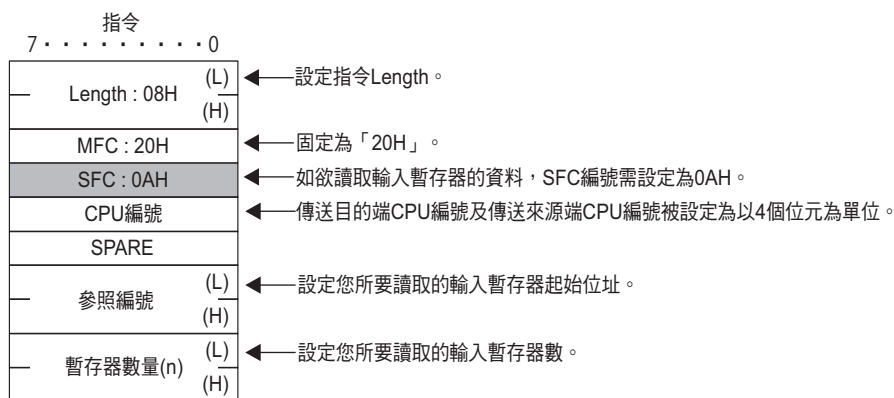 指令
7 · · · · · · · · · 0
Length : 08H (L) 設定指令Length。
(H)
MFC : 20H 固定為「20H」。
SFC : 0AH 如欲讀取輸入暫存器的資料，SFC編號需設定為0AH。
CPU編號 傳送目的端CPU編號及傳送來源端CPU編號被設定為以4個位元為單位。
SPARE
參照編號 (L) 設定您所要讀取的輸入暫存器起始位址。
(H)
暫存器數量(n) (L) 設定您所要讀取的輸入暫存器數。
(H)